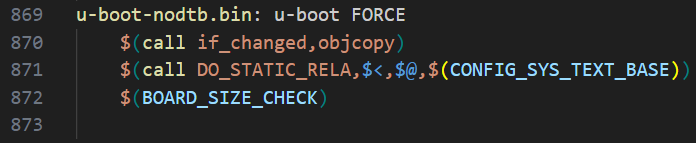 869 u-boot-nodtb.bin: u-boot FORCE
870 $(call if_changed,objcopy)
871 $(call DO_STATIC_RELA,$<,$@,$(CONFIG_SYS_TEXT_BASE))
872 $(BOARD_SIZE_CHECK)
873